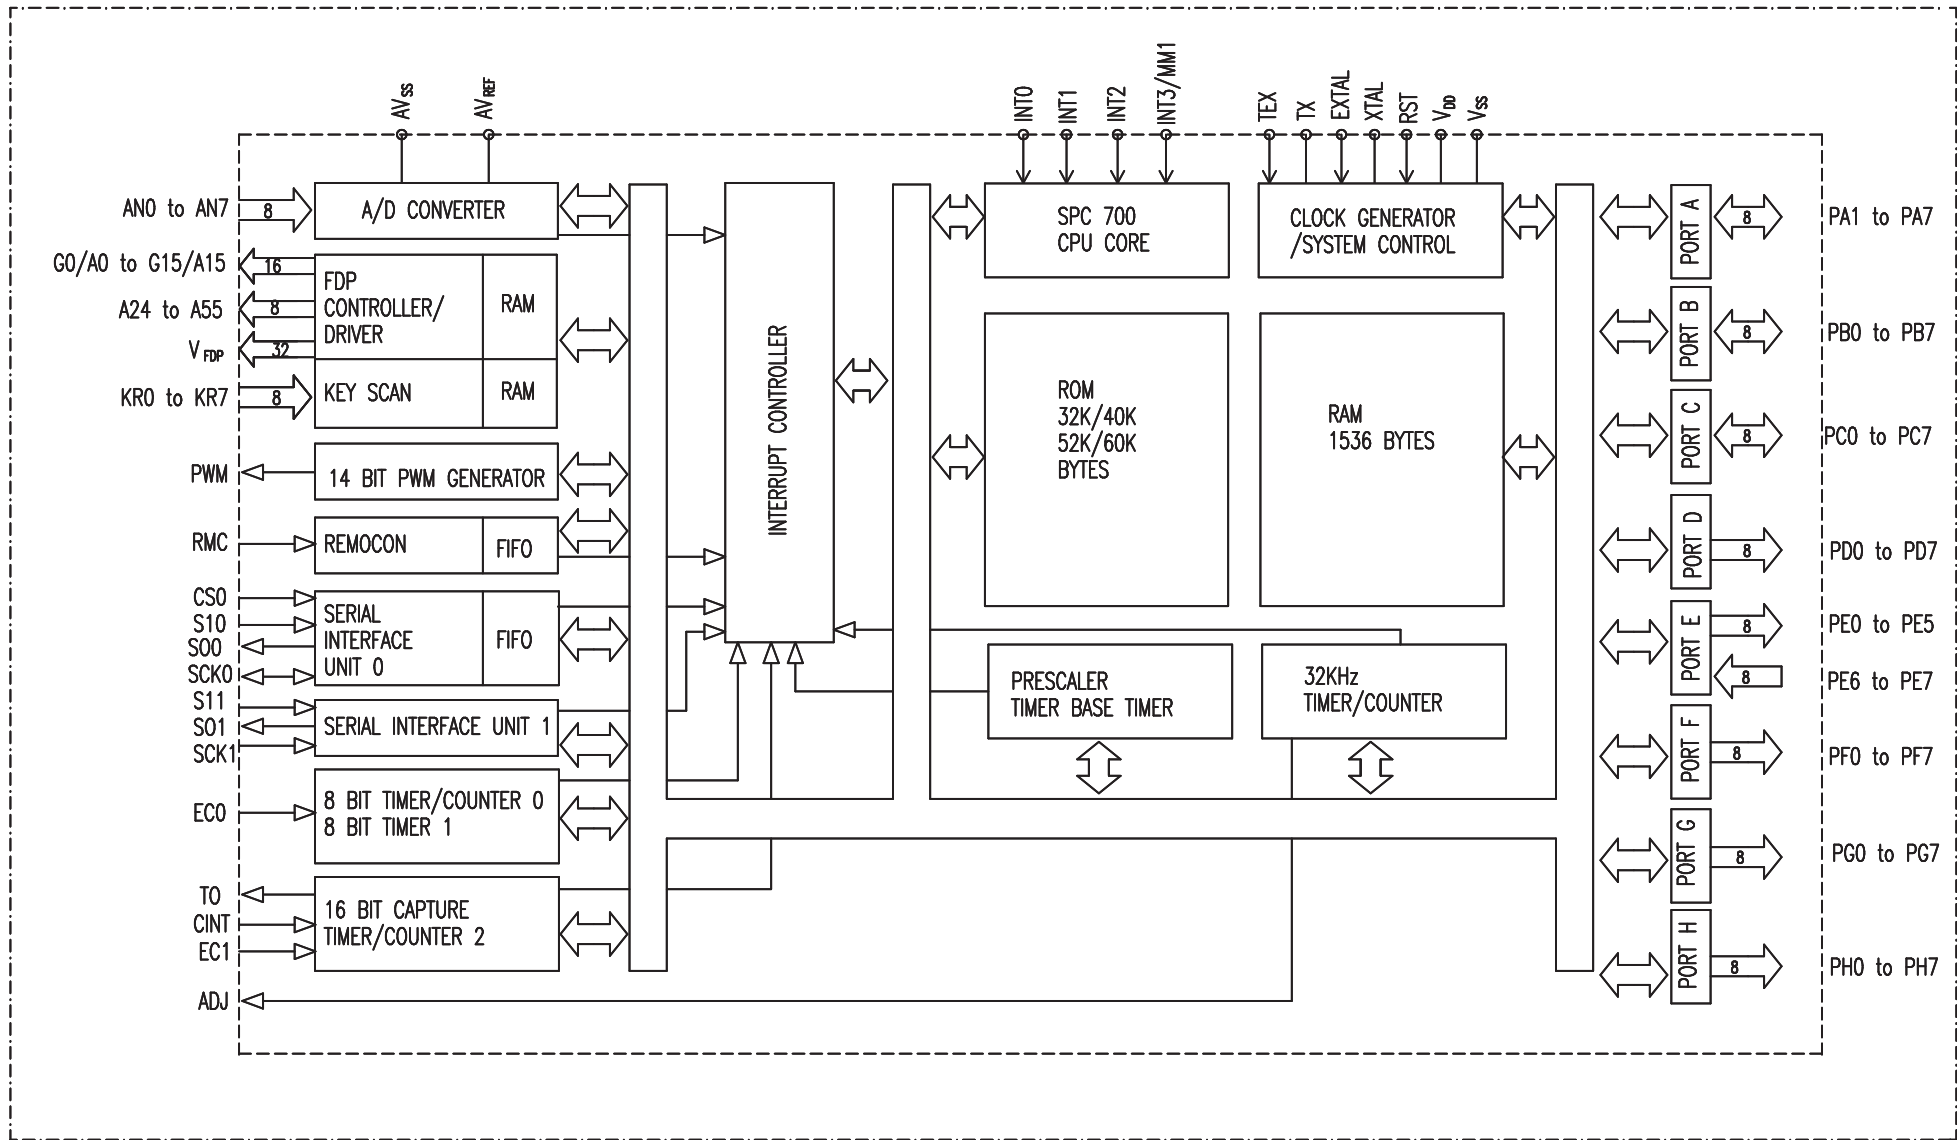 AVSS
AVREF
INT0
INT1
INT2
INT3/MM1
TEX
TX
EXTAL
XTAL
RST
VDD
VSS
AN0 to AN7
8
A/D CONVERTER
G0/A0 to G15/A15
16
A24 to A55
8
VFDP
32
FDP
CONTROLLER/
DRIVER
RAM
KR0 to KR7
8
KEY SCAN
RAM
PWM
14 BIT PWM GENERATOR
RMC
REMOCON
FIFO
CS0
S10
SO0
SCK0
SERIAL
INTERFACE
UNIT 0
FIFO
S11
SO1
SCK1
SERIAL INTERFACE UNIT 1
EC0
8 BIT TIMER/COUNTER 0
8 BIT TIMER 1
TO
CINT
EC1
16 BIT CAPTURE
TIMER/COUNTER 2
ADJ
INTERRUPT CONTROLLER
SPC 700
CPU CORE
CLOCK GENERATOR
/SYSTEM CONTROL
ROM
32K/40K
52K/60K
BYTES
RAM
1536 BYTES
PRESCALER
TIMER BASE TIMER
32KHz
TIMER/COUNTER
PORT A
8
PA1 to PA7
PORT B
8
PB0 to PB7
PORT C
8
PC0 to PC7
PORT D
8
PD0 to PD7
PORT E
8
PE0 to PE5
8
PE6 to PE7
PORT F
8
PF0 to PF7
PORT G
8
PG0 to PG7
PORT H
8
PH0 to PH7